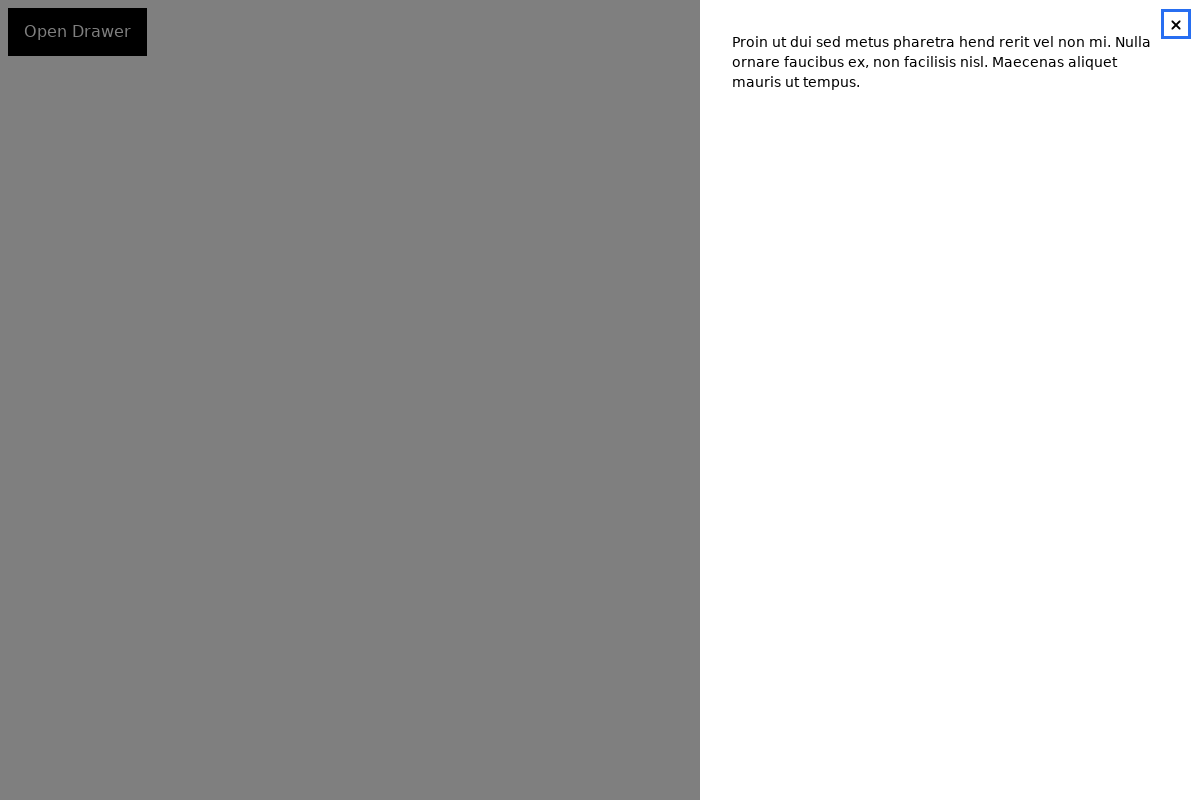 Open Drawer
Proin ut dui sed metus pharetra hend rerit vel non mi. Nulla
ornare faucibus ex, non facilisis nisl. Maecenas aliquet
mauris ut tempus.